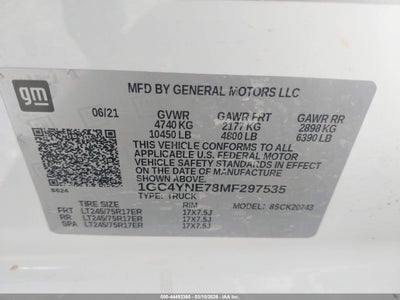 gm
MFD BY GENERAL MOTORS LLC
06/21 GVWR GAWR FRT GAWR RR
4740 KG 2177 KG 2898 KG
10450 LB 4800 LB 6390 LB
THIS VEHICLE CONFORMS TO ALL APPLICABLE
U.S. FEDERAL MOTOR VEHICLE
SAFETY STANDARDS IN EFFECT
ON THE DATE OF MANUFACTURE SHOWN ABOVE.
1GC4YNE78MF297535
8624 TYPE: TRUCK
TIRE SIZE RIM 8SCK20743
FRT LT245/75R17ER 17X7.5J
RR LT245/75R17ER 17X7.5J
SPA LT245/75R17ER 17X7.5J